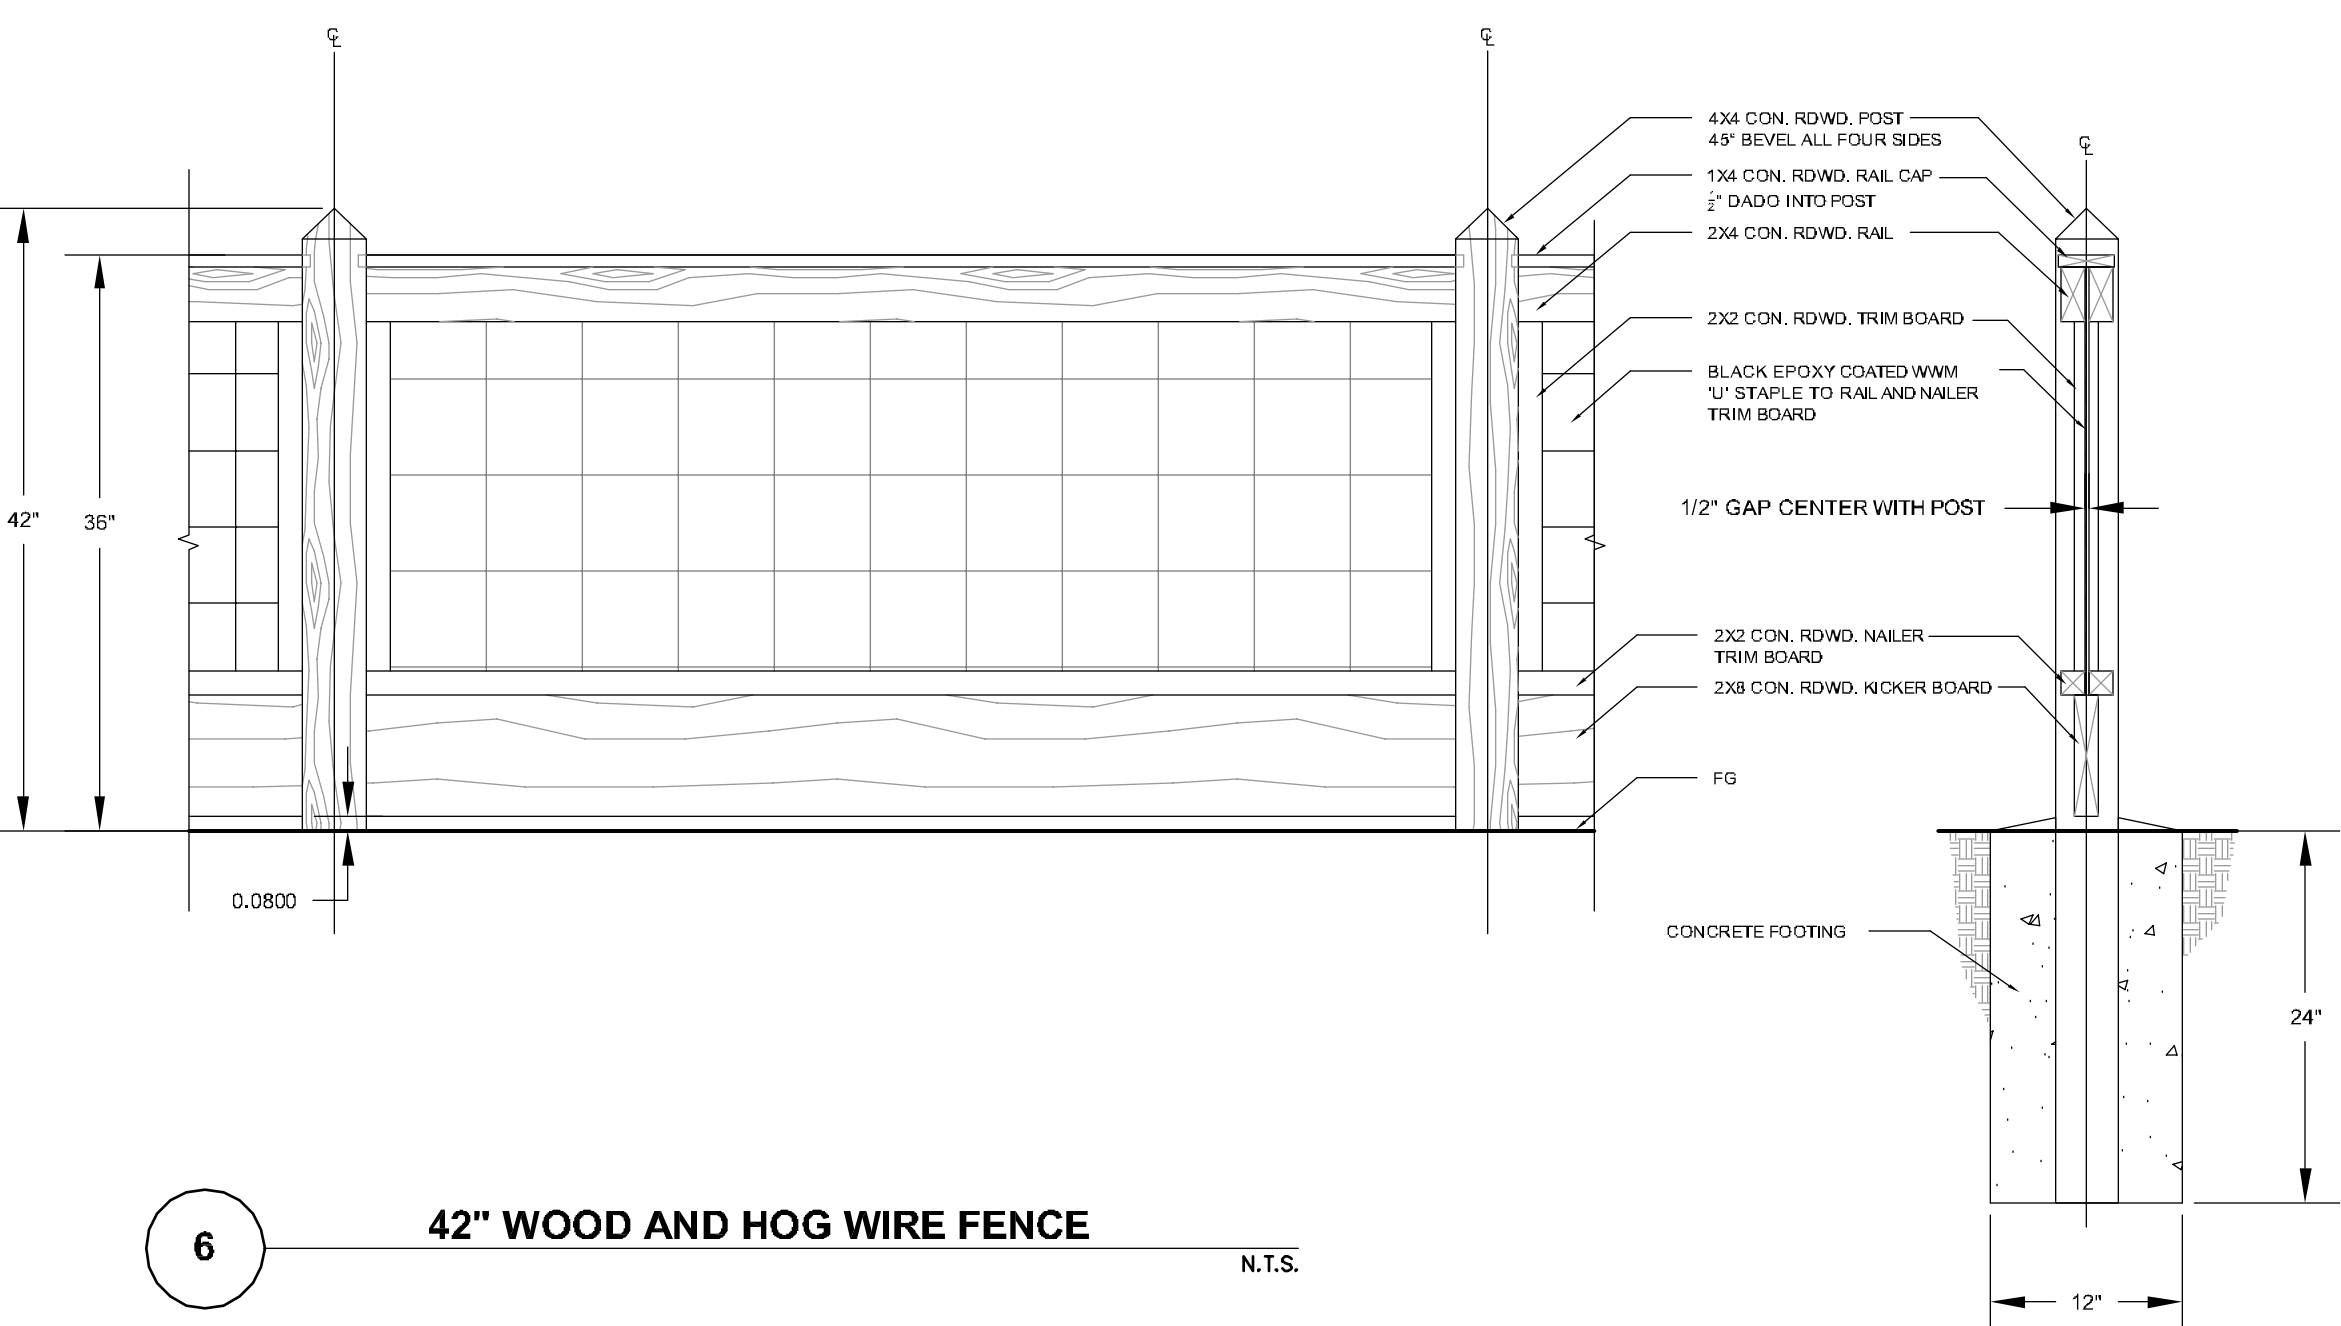 ℄
℄
4X4 CON. RDWD. POST
45° BEVEL ALL FOUR SIDES
℄
1X4 CON. RDWD. RAIL CAP
1/2" DADO INTO POST
2X4 CON. RDWD. RAIL
2X2 CON. RDWD. TRIM BOARD
BLACK EPOXY COATED WWM
'U' STAPLE TO RAIL AND NAILER
TRIM BOARD
42"
36"
1/2" GAP CENTER WITH POST
2X2 CON. RDWD. NAILER
TRIM BOARD
2X8 CON. RDWD. KICKER BOARD
FG
0.0800
CONCRETE FOOTING
24"
6
42" WOOD AND HOG WIRE FENCE
N.T.S.
12"